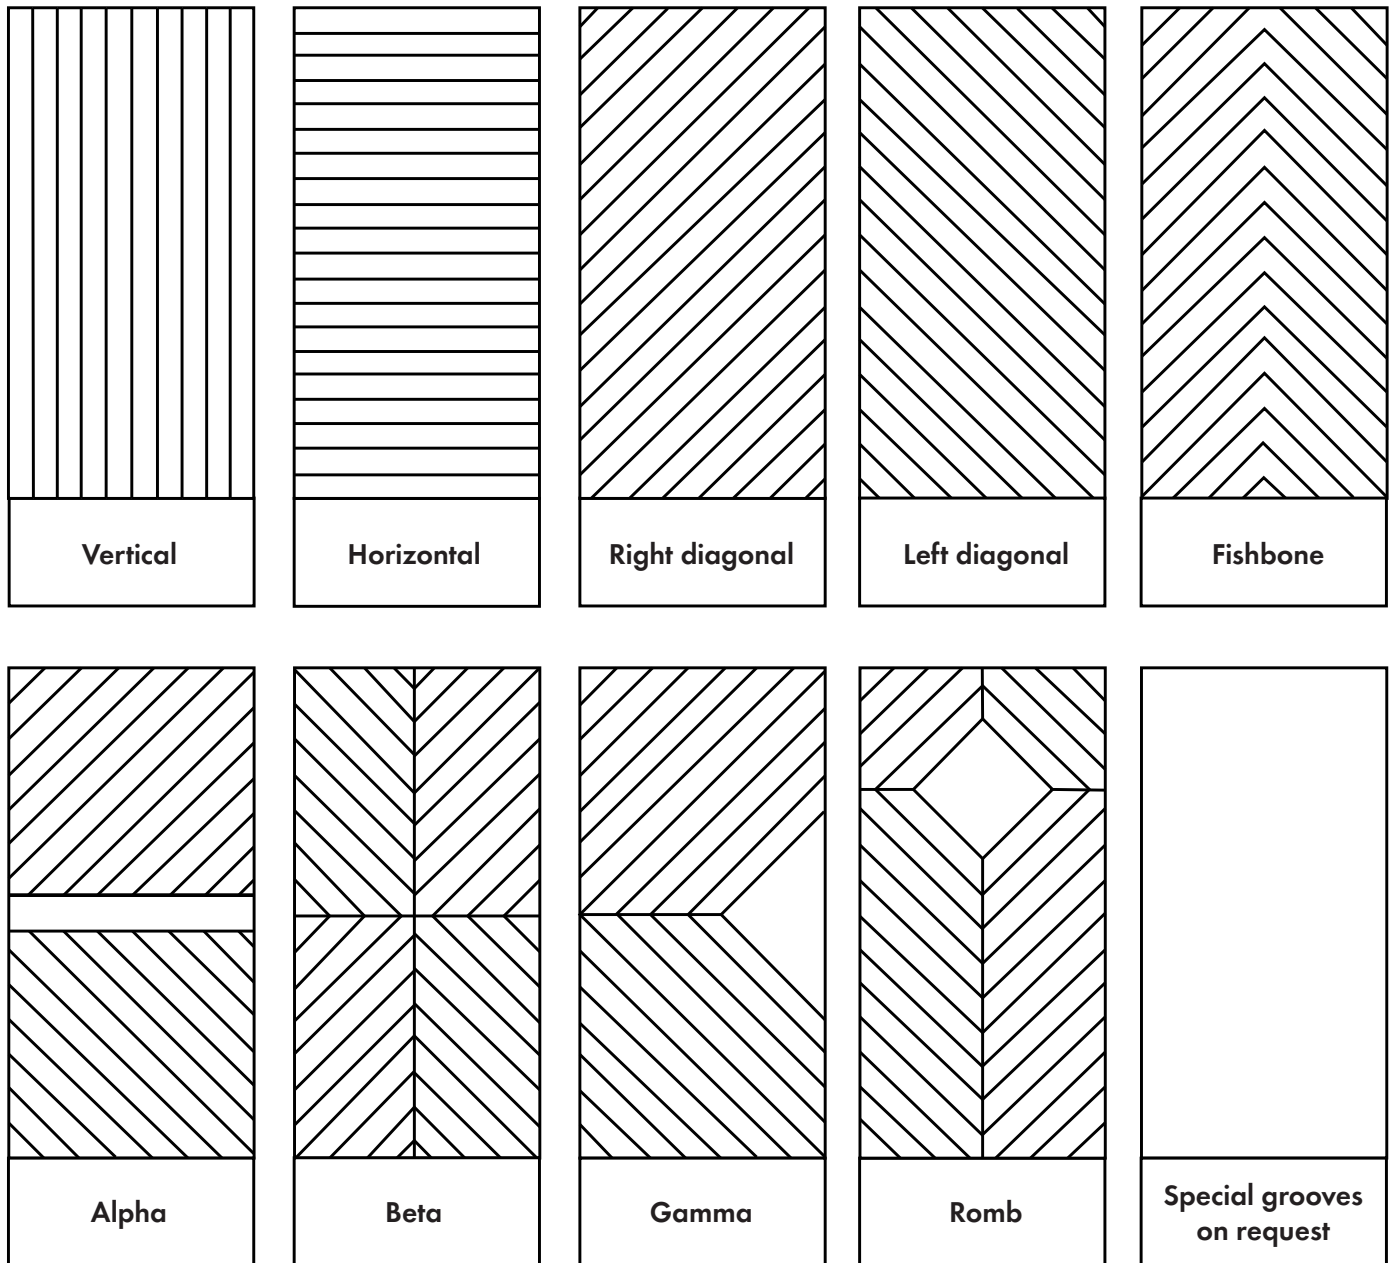 Vertical
Horizontal
Right diagonal
Left diagonal
Fishbone
Alpha
Beta
Gamma
Romb
Special grooves
on request